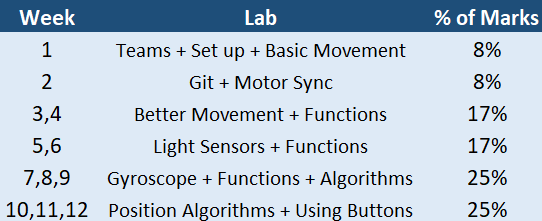 Week Lab % of Marks
1 Teams + Set up + Basic Movement 8%
2 Git + Motor Sync 8%
3,4 Better Movement + Functions 17%
5,6 Light Sensors + Functions 17%
7,8,9 Gyroscope + Functions + Algorithms 25%
10,11,12 Position Algorithms + Using Buttons 25%